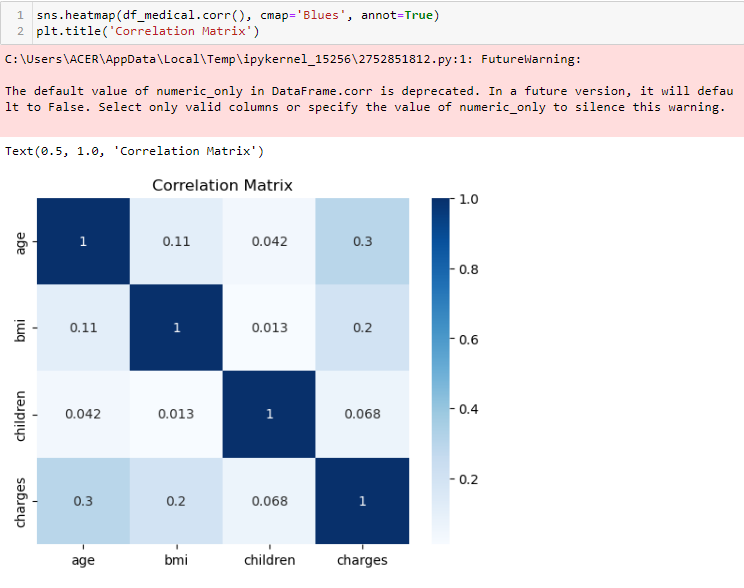 1 sns.heatmap(df_medical.corr(), cmap='Blues', annot=True)
2 plt.title('Correlation Matrix')
C:\Users\ACER\AppData\Local\Temp\ipykernel_15256\2752851812.py:1: FutureWarning:
The default value of numeric_only in DataFrame.corr is deprecated. In a future version, it will defau
lt to False. Select only valid columns or specify the value of numeric_only to silence this warning.
Text(0.5, 1.0, 'Correlation Matrix')
Correlation Matrix
age 1 0.11 0.042 0.3
bmi 0.11 1 0.013 0.2
children 0.042 0.013 1 0.068
charges 0.3 0.2 0.068 1
age bmi children charges
1.0
0.8
0.6
0.4
0.2